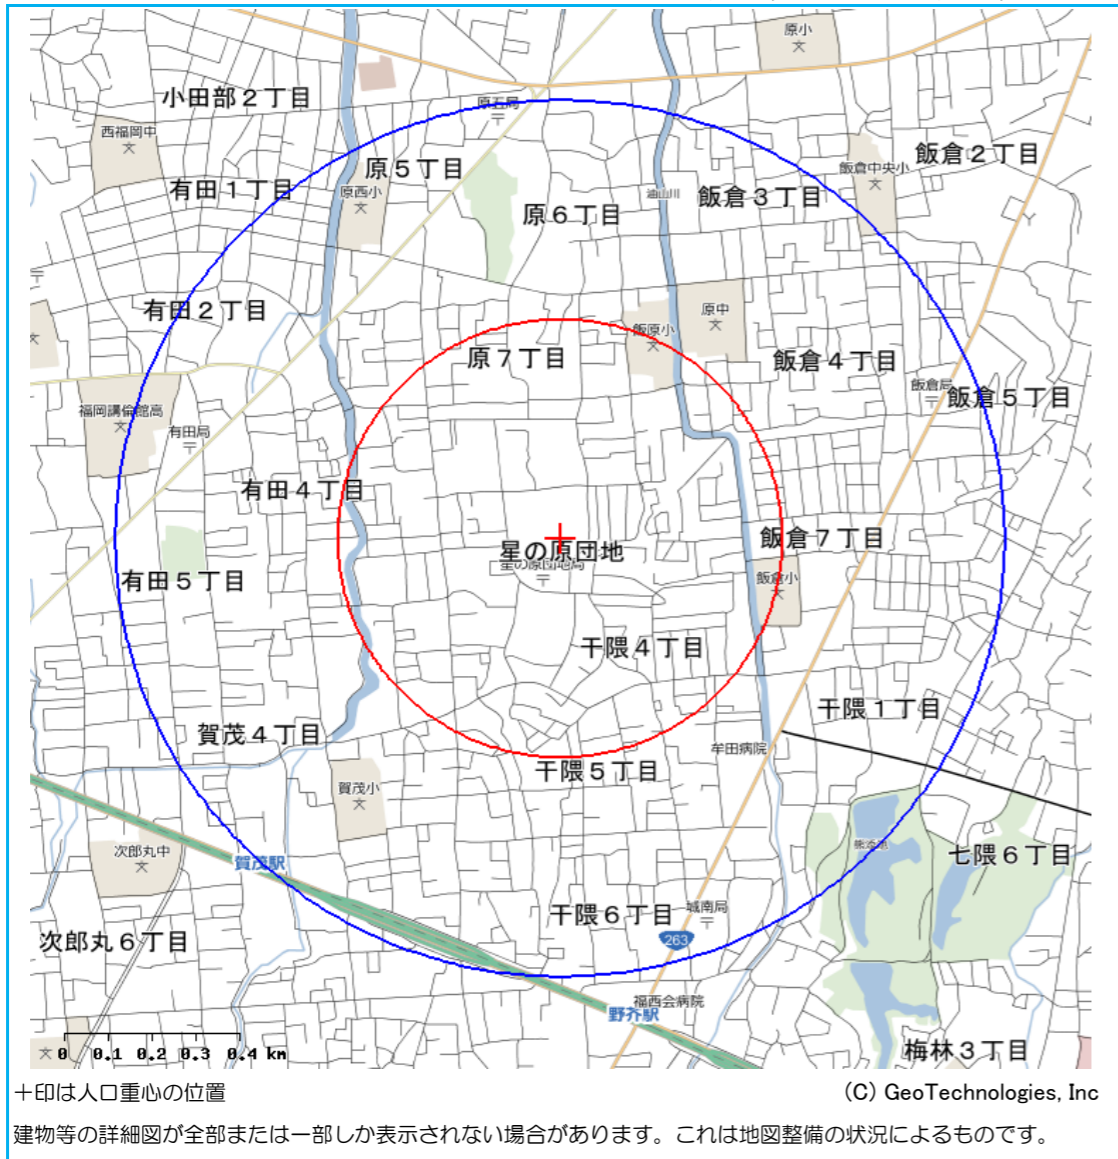 原小
小田部２丁目
原五局
西福岡中
原５丁目
飯倉２丁目
飯倉中央小
有田１丁目
原西小
油山川
飯倉３丁目
原６丁目
有田２丁目
原中
飯原小
原７丁目
飯倉４丁目
飯倉局
飯倉５丁目
福岡講倫館高
有田局
有田４丁目
飯倉７丁目
星の原団地
星の原団地局
有田５丁目
飯倉小
干隈４丁目
干隈１丁目
賀茂４丁目
牟田病院
干隈５丁目
賀茂小
次郎丸中
賀茂駅
熊添池
七隈６丁目
干隈６丁目
城南局
次郎丸６丁目
263
福西会病院
野芥駅
梅林３丁目
0 0.1 0.2 0.3 0.4 km
＋印は人口重心の位置
(C) GeoTechnologies, Inc
建物等の詳細図が全部または一部しか表示されない場合があります。これは地図整備の状況によるものです。